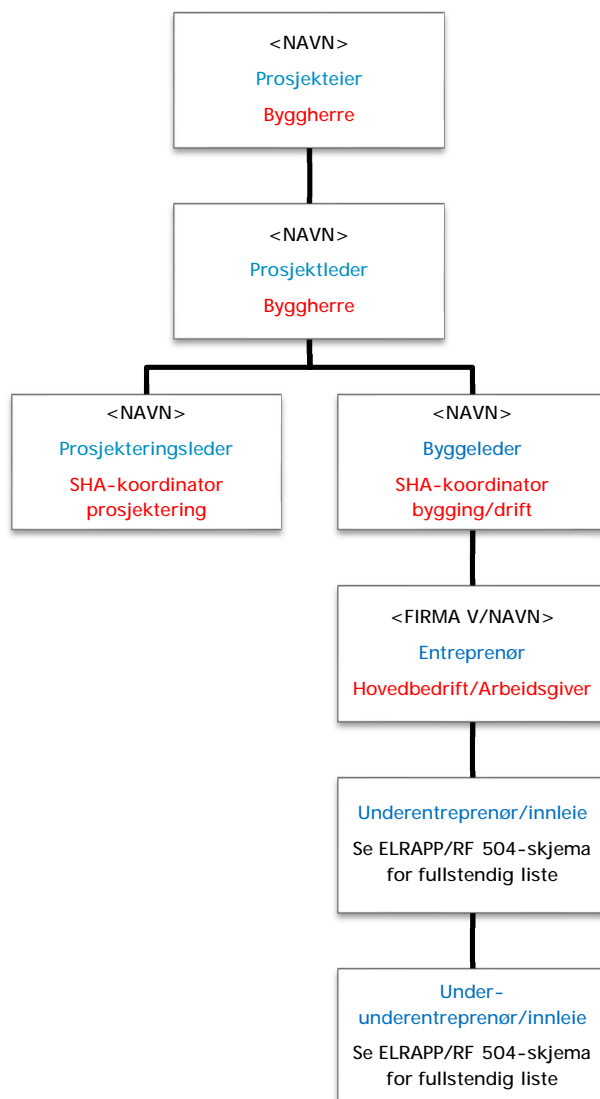 <NAVN>
Prosjekteier
Byggherre
<NAVN>
Prosjektleder
Byggherre
<NAVN>
Prosjekteringsleder
SHA-koordinator
prosjektering
<NAVN>
Byggeleder
SHA-koordinator
bygging/drift
<FIRMA V/NAVN>
Entreprenør
Hovedbedrift/Arbeidsgiver
Underentreprenør/innleie
Se ELRAPP/RF 504-skjema
for fullstendig liste
Under-
underentreprenør/innleie
Se ELRAPP/RF 504-skjema
for fullstendig liste